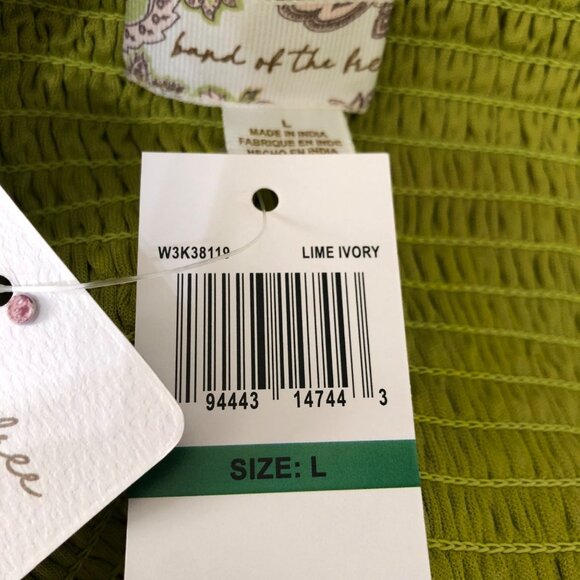 band of the free
L
MADE IN INDIA
FABRIQUE EN INDE
HECHO EN INDIA
W3K38119
LIME IVORY
94443 14744 3
SIZE: L
free